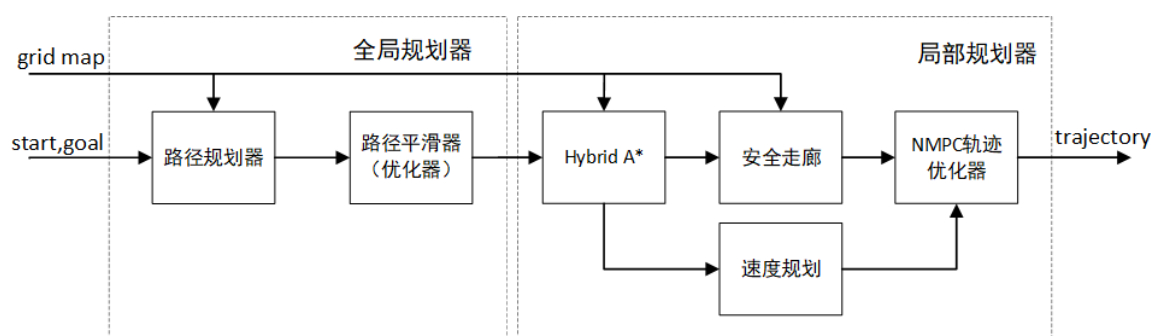 全局规划器
局部规划器
grid map
start,goal
路径规划器
路径平滑器
（优化器）
Hybrid A*
安全走廊
NMPC轨迹
优化器
trajectory
速度规划